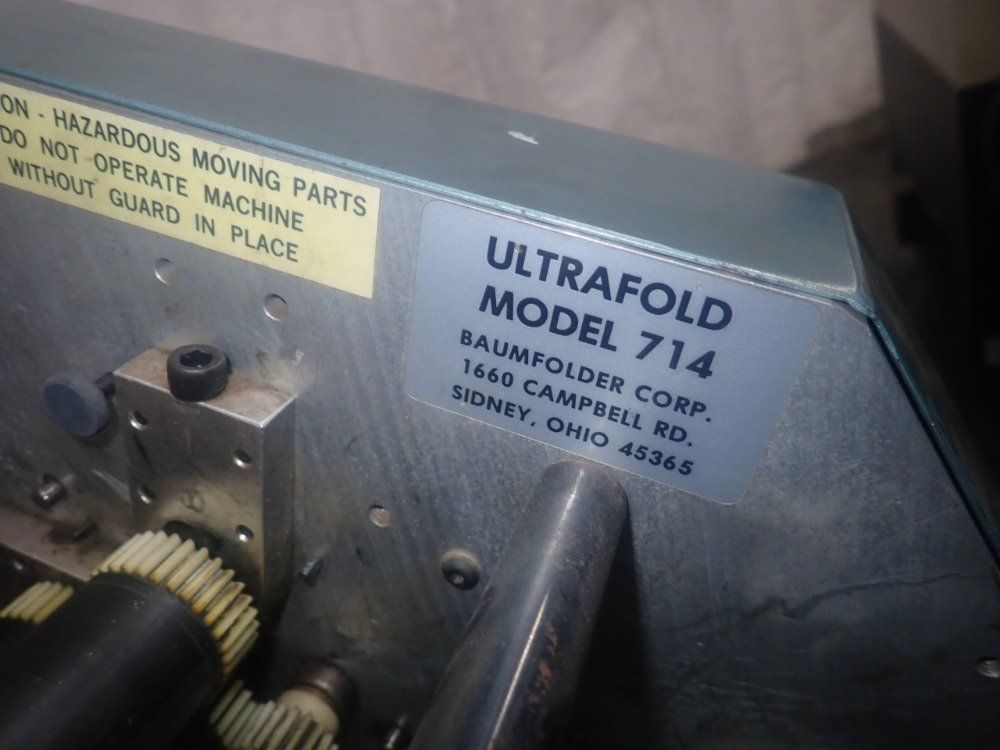 ON - HAZARDOUS MOVING PARTS
DO NOT OPERATE MACHINE
WITHOUT GUARD IN PLACE
ULTRAFOLD
MODEL 714
BAUMFOLDER CORP.
1660 CAMPBELL RD.
SIDNEY, OHIO 45365